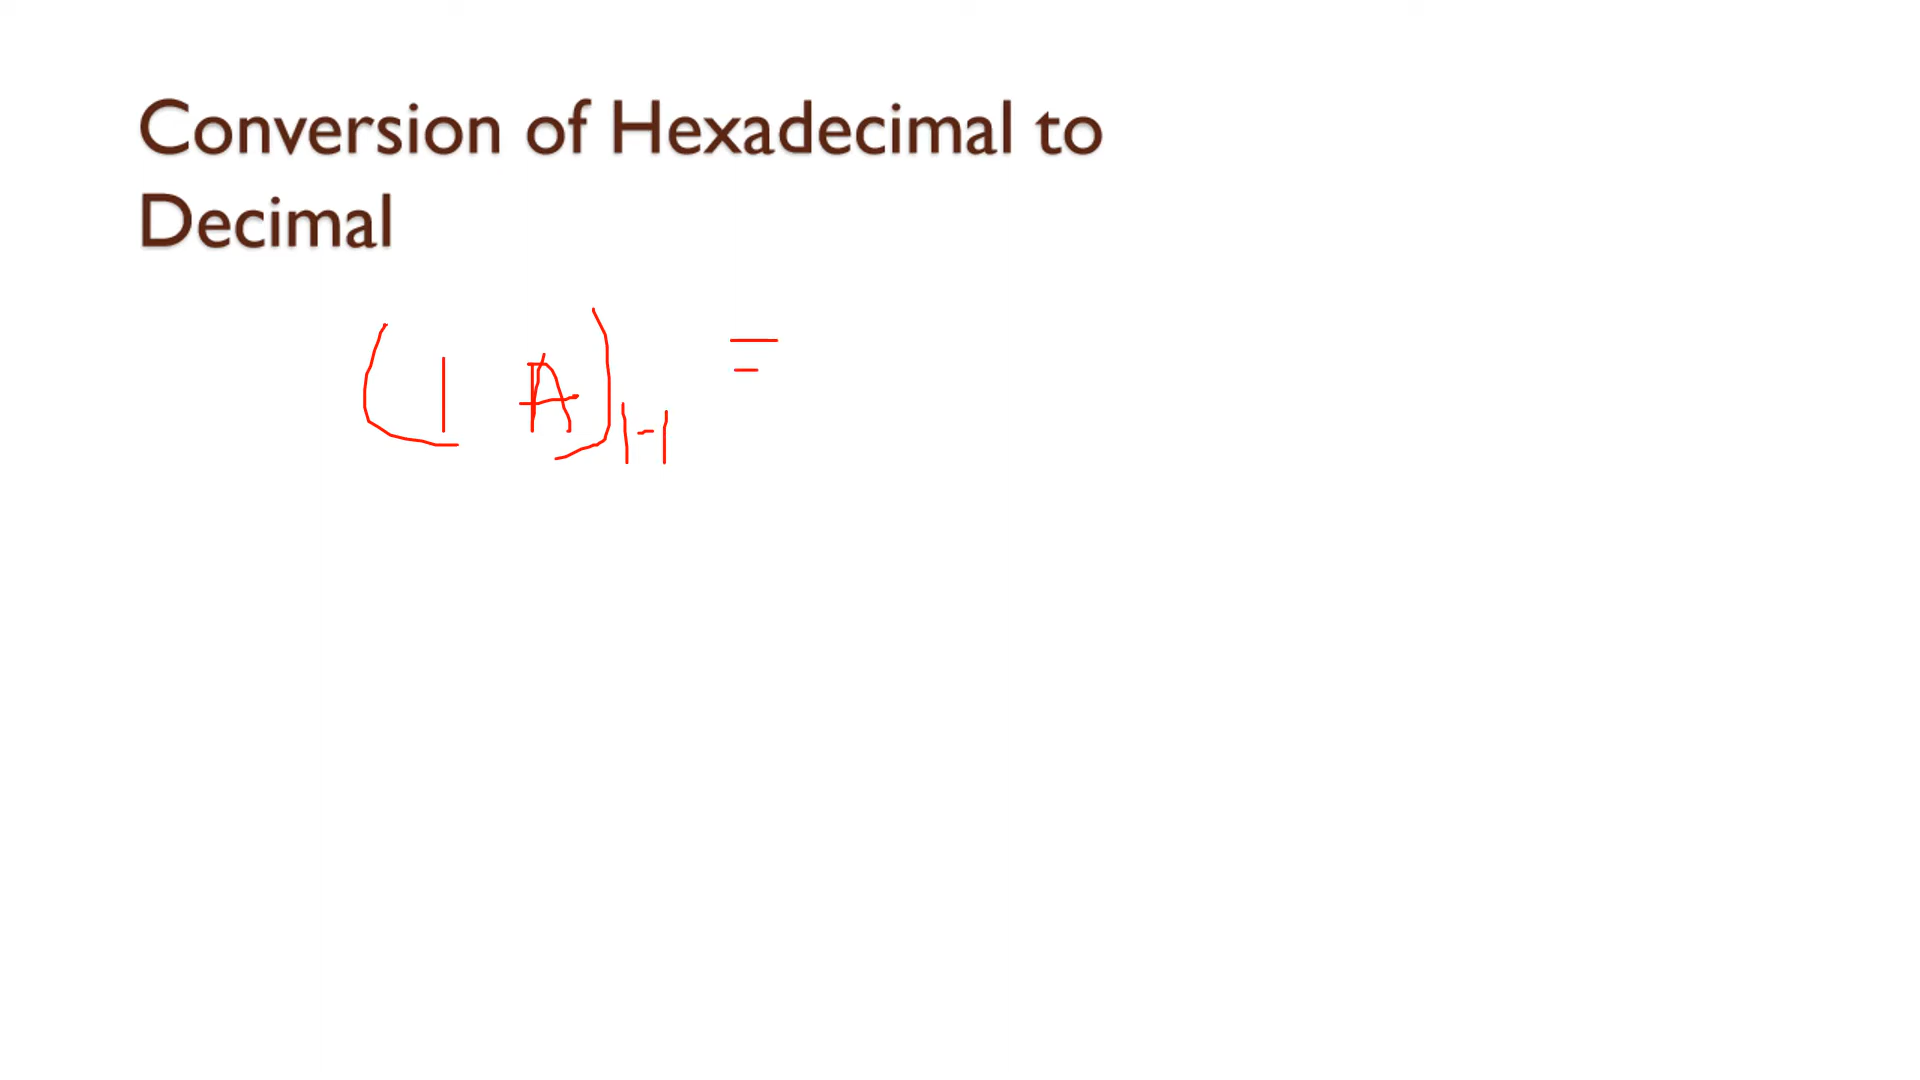 Conversion of Hexadecimal to
Decimal
(1 A)H =